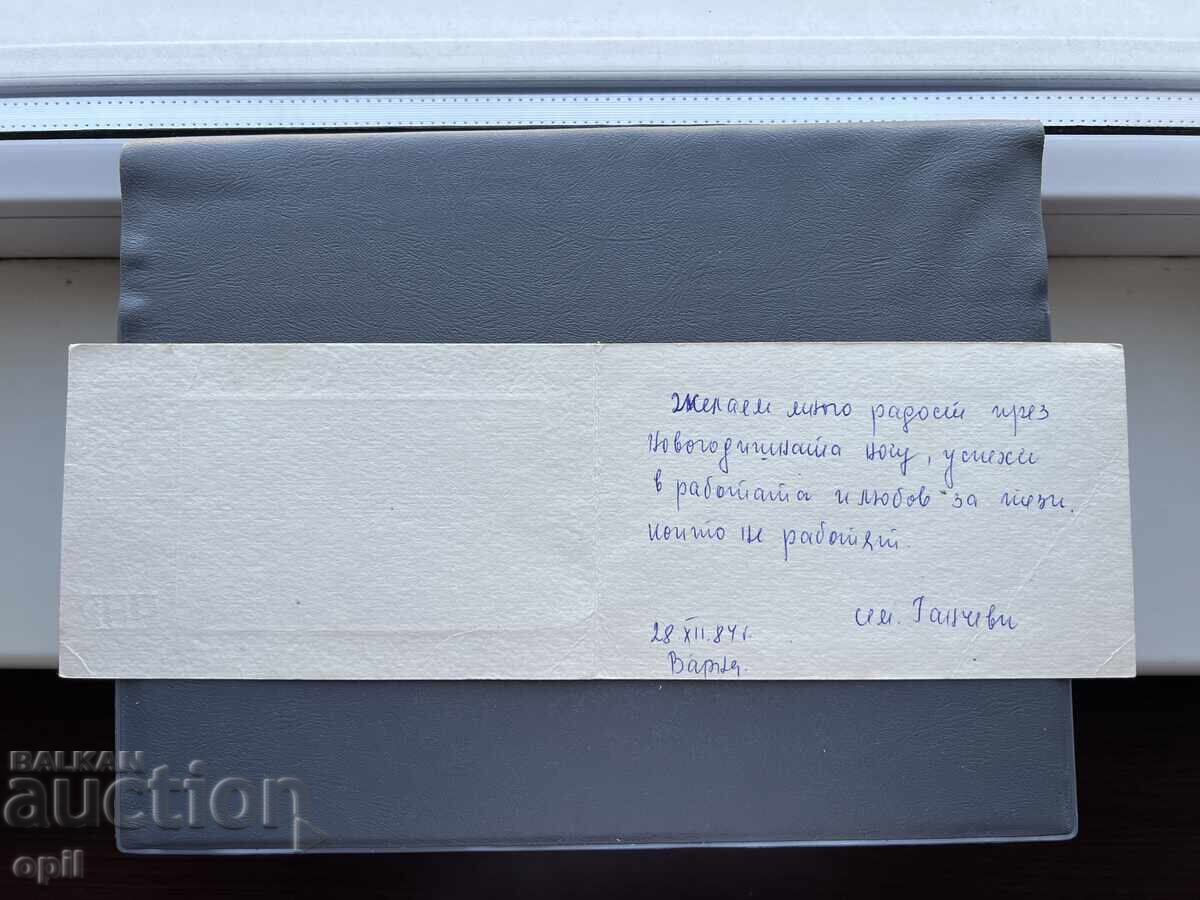 Желаем много радост през
новогодишната нощ, успехи
в работата и любов за тези,
които не работят.
сем. Ганчеви
28 XII.84 г.
Варна.
BALKAN
auction
opil